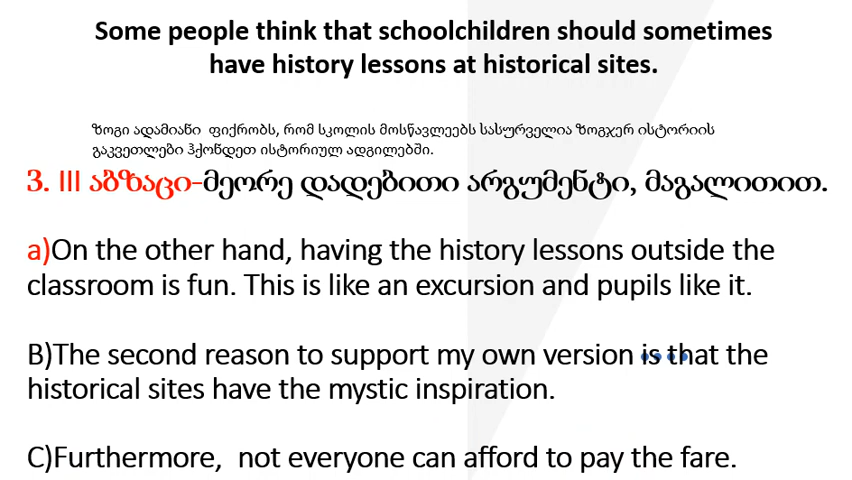 Some people think that schoolchildren should sometimes
have history lessons at historical sites.
ზოგი ადამიანი  ფიქრობს, რომ სკოლის მოსწავლეებს სასურველია ზოგჯერ ისტორიის
გაკვეთლები ჰქონდეთ ისტორიულ ადგილებში.
3. III აბზაცი-მეორე დადებითი არგუმენტი, მაგალითით.
a)On the other hand, having the history lessons outside the
classroom is fun. This is like an excursion and pupils like it.
B)The second reason to support my own version is that the
historical sites have the mystic inspiration.
C)Furthermore,  not everyone can afford to pay the fare.